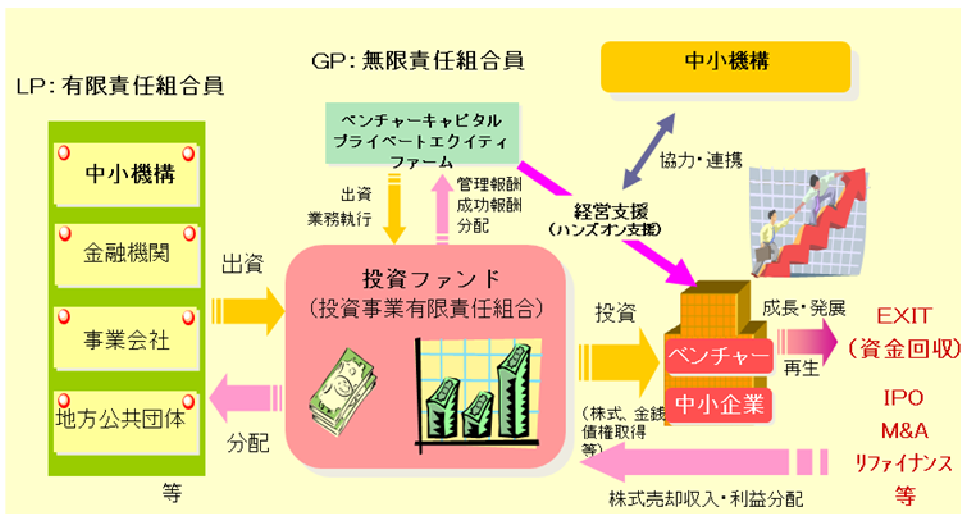 LP：有限責任組合員
中小機構
金融機関
事業会社
地方公共団体
等
出資
分配
GP：無限責任組合員
ベンチャーキャピタル
プライベートエクイティ
ファーム
出資
業務執行
管理報酬
成功報酬
分配
投資ファンド
（投資事業有限責任組合）
中小機構
協力・連携
経営支援
（ハンズオン支援）
投資
（株式、金銭
債権取得
等）
ベンチャー
中小企業
成長・発展
再生
EXIT
（資金回収）
IPO
M&A
リファイナンス
等
株式売却収入・利益分配